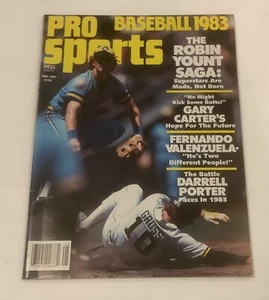 PRO
sports
BASEBALL 1983
DELL
THE
ROBIN
YOUNT
SAGA:
Superstars Are
Made, Not Born
"He Might
Kick Some Butts!"
GARY
CARTER'S
Hope For The Future
FERNANDO
VALENZUELA-
"He's Two
Different People!"
The Battle
DARRELL
PORTER
Faces In 1983
GROSS
10